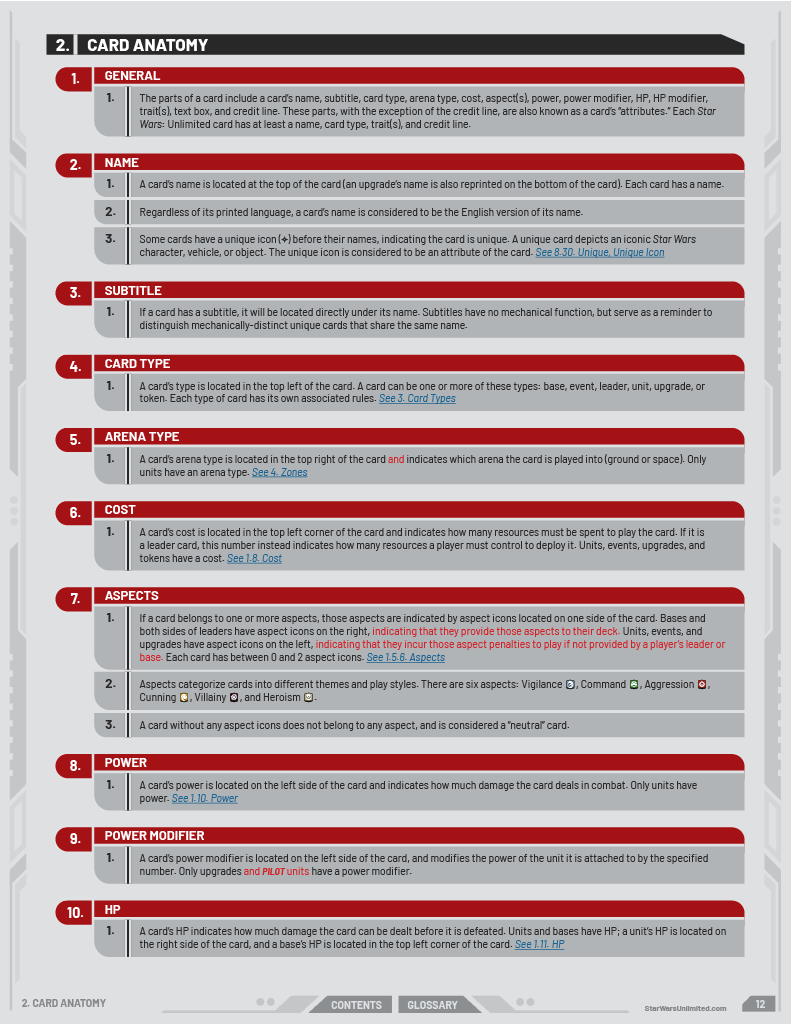 2. CARD ANATOMY
1. GENERAL
1. The parts of a card include a card's name, subtitle, card type, arena type, cost, aspect(s), power, power modifier, HP, HP modifier,
trait(s), text box, and credit line. These parts, with the exception of the credit line, are also known as a card's "attributes." Each Star
Wars: Unlimited card has at least a name, card type, trait(s), and credit line.
2. NAME
1. A card's name is located at the top of the card (an upgrade's name is also reprinted on the bottom of the card). Each card has a name.
2. Regardless of its printed language, a card's name is considered to be the English version of its name.
3. Some cards have a unique icon (✦) before their names, indicating the card is unique. A unique card depicts an iconic Star Wars
character, vehicle, or object. The unique icon is considered to be an attribute of the card. See 8.30. Unique, Unique Icon
3. SUBTITLE
1. If a card has a subtitle, it will be located directly under its name. Subtitles have no mechanical function, but serve as a reminder to
distinguish mechanically-distinct unique cards that share the same name.
4. CARD TYPE
1. A card's type is located in the top left of the card. A card can be one or more of these types: base, event, leader, unit, upgrade, or
token. Each type of card has its own associated rules. See 3. Card Types
5. ARENA TYPE
1. A card's arena type is located in the top right of the card and indicates which arena the card is played into (ground or space). Only
units have an arena type. See 4. Zones
6. COST
1. A card's cost is located in the top left corner of the card and indicates how many resources must be spent to play the card. If it is
a leader card, this number instead indicates how many resources a player must control to deploy it. Units, events, upgrades, and
tokens have a cost. See 1.8. Cost
7. ASPECTS
1. If a card belongs to one or more aspects, those aspects are indicated by aspect icons located on one side of the card. Bases and
both sides of leaders have aspect icons on the right, indicating that they provide those aspects to their deck. Units, events, and
upgrades have aspect icons on the left, indicating that they incur those aspect penalties to play if not provided by a player's leader or
base. Each card has between 0 and 2 aspect icons. See 1.5.6. Aspects
2. Aspects categorize cards into different themes and play styles. There are six aspects: Vigilance , Command , Aggression ,
Cunning , Villainy , and Heroism .
3. A card without any aspect icons does not belong to any aspect, and is considered a "neutral" card.
8. POWER
1. A card's power is located on the left side of the card and indicates how much damage the card deals in combat. Only units have
power. See 1.10. Power
9. POWER MODIFIER
1. A card's power modifier is located on the left side of the card, and modifies the power of the unit it is attached to by the specified
number. Only upgrades and PILOT units have a power modifier.
10. HP
1. A card's HP indicates how much damage the card can be dealt before it is defeated. Units and bases have HP; a unit's HP is located on
the right side of the card, and a base's HP is located in the top left corner of the card. See 1.11. HP
2. CARD ANATOMY
CONTENTS
GLOSSARY
StarWarsUnlimited.com
12